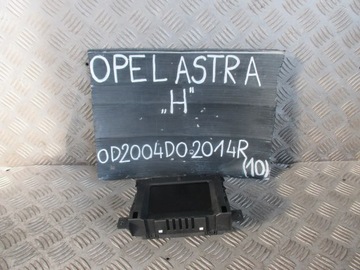 OPEL ASTRA
„H"
OD2004DO2014R
(10)